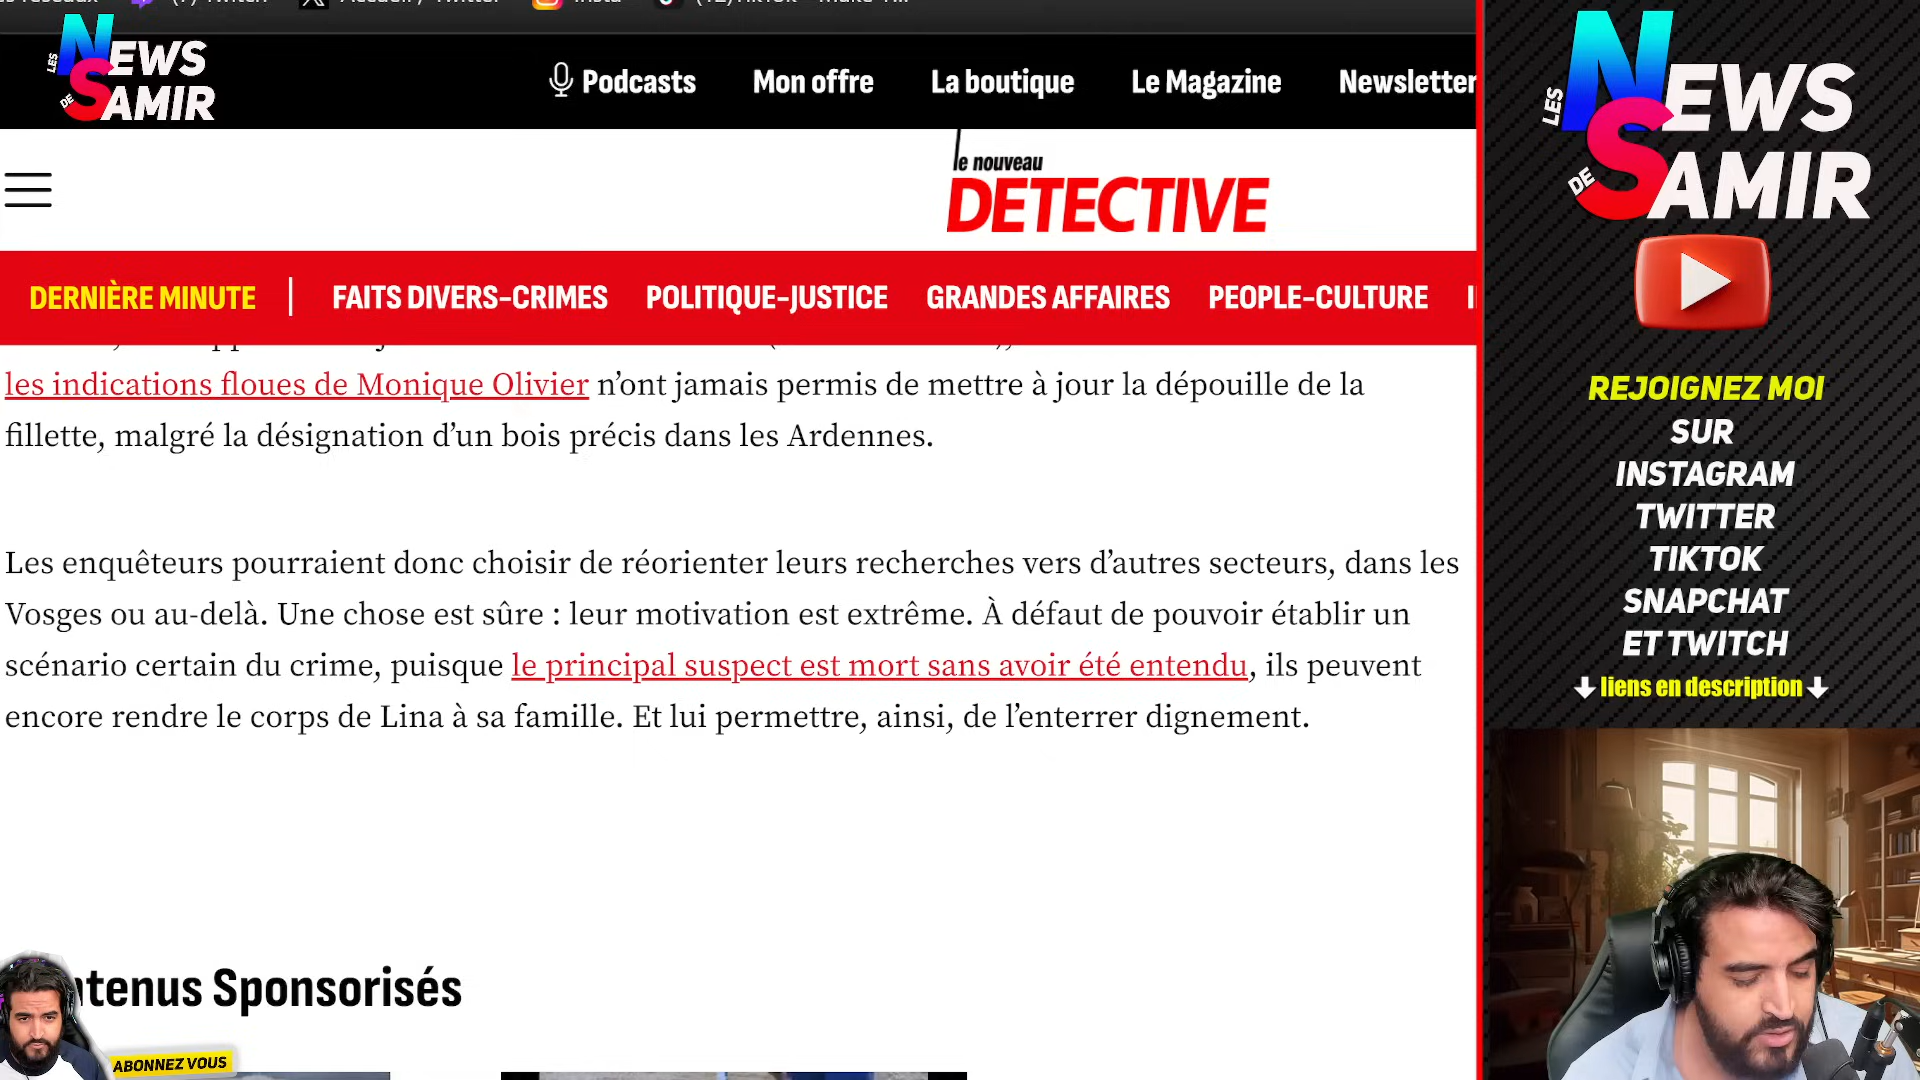 LES NEWS
DE SAMIR
Podcasts Mon offre La boutique Le Magazine Newsletter
le nouveau
DETECTIVE
DERNIÈRE MINUTE | FAITS DIVERS-CRIMES POLITIQUE-JUSTICE GRANDES AFFAIRES PEOPLE-CULTURE
les indications floues de Monique Olivier n’ont jamais permis de mettre à jour la dépouille de la
fillette, malgré la désignation d’un bois précis dans les Ardennes.
Les enquêteurs pourraient donc choisir de réorienter leurs recherches vers d’autres secteurs, dans les
Vosges ou au-delà. Une chose est sûre : leur motivation est extrême. À défaut de pouvoir établir un
scénario certain du crime, puisque le principal suspect est mort sans avoir été entendu, ils peuvent
encore rendre le corps de Lina à sa famille. Et lui permettre, ainsi, de l’enterrer dignement.
ntenus Sponsorisés
ABONNEZ VOUS
LES NEWS
DE SAMIR
REJOIGNEZ MOI
SUR
INSTAGRAM
TWITTER
TIKTOK
SNAPCHAT
ET TWITCH
liens en description